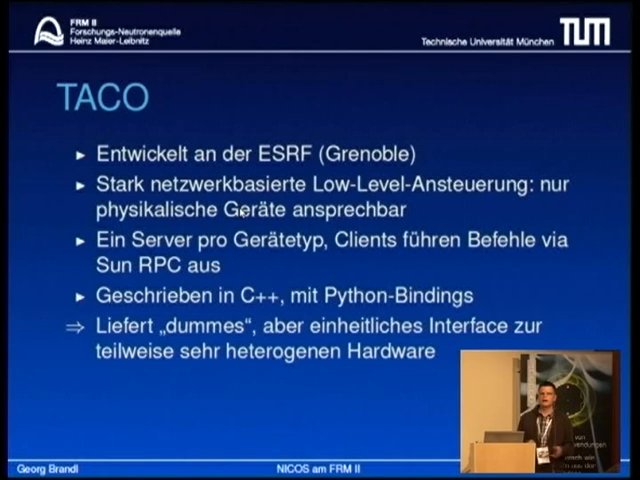 FRM II
Forschungs-Neutronenquelle
Heinz Maier-Leibnitz
Technische Universität München
TUM
TACO
Entwickelt an der ESRF (Grenoble)
Stark netzwerkbasierte Low-Level-Ansteuerung: nur
physikalische Geräte ansprechbar
Ein Server pro Gerätetyp, Clients führen Befehle via
Sun RPC aus
Geschrieben in C++, mit Python-Bindings
⇒ Liefert „dummes“, aber einheitliches Interface zur
teilweise sehr heterogenen Hardware
Georg Brandl
NICOS am FRM II